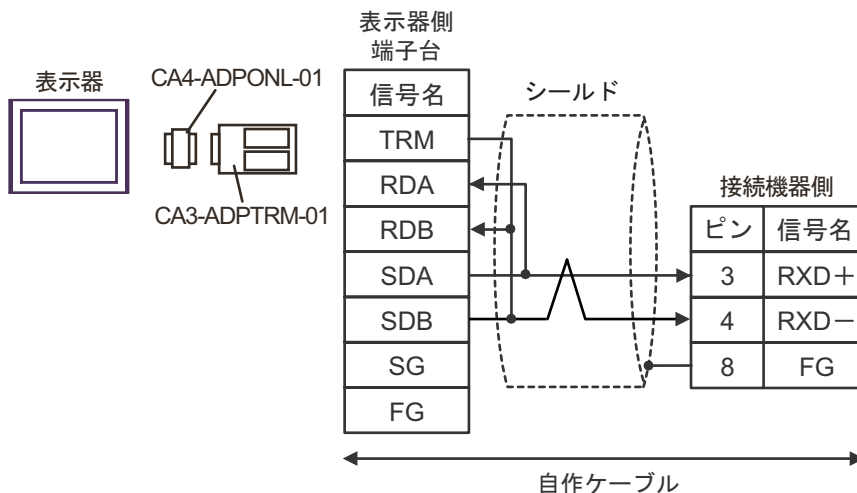 表示器側
端子台
表示器
CA4-ADPONL-01
CA3-ADPTRM-01
信号名
TRM
RDA
RDB
SDA
SDB
SG
FG
シールド
接続機器側
ピン 信号名
3 RXD＋
4 RXD－
8 FG
自作ケーブル